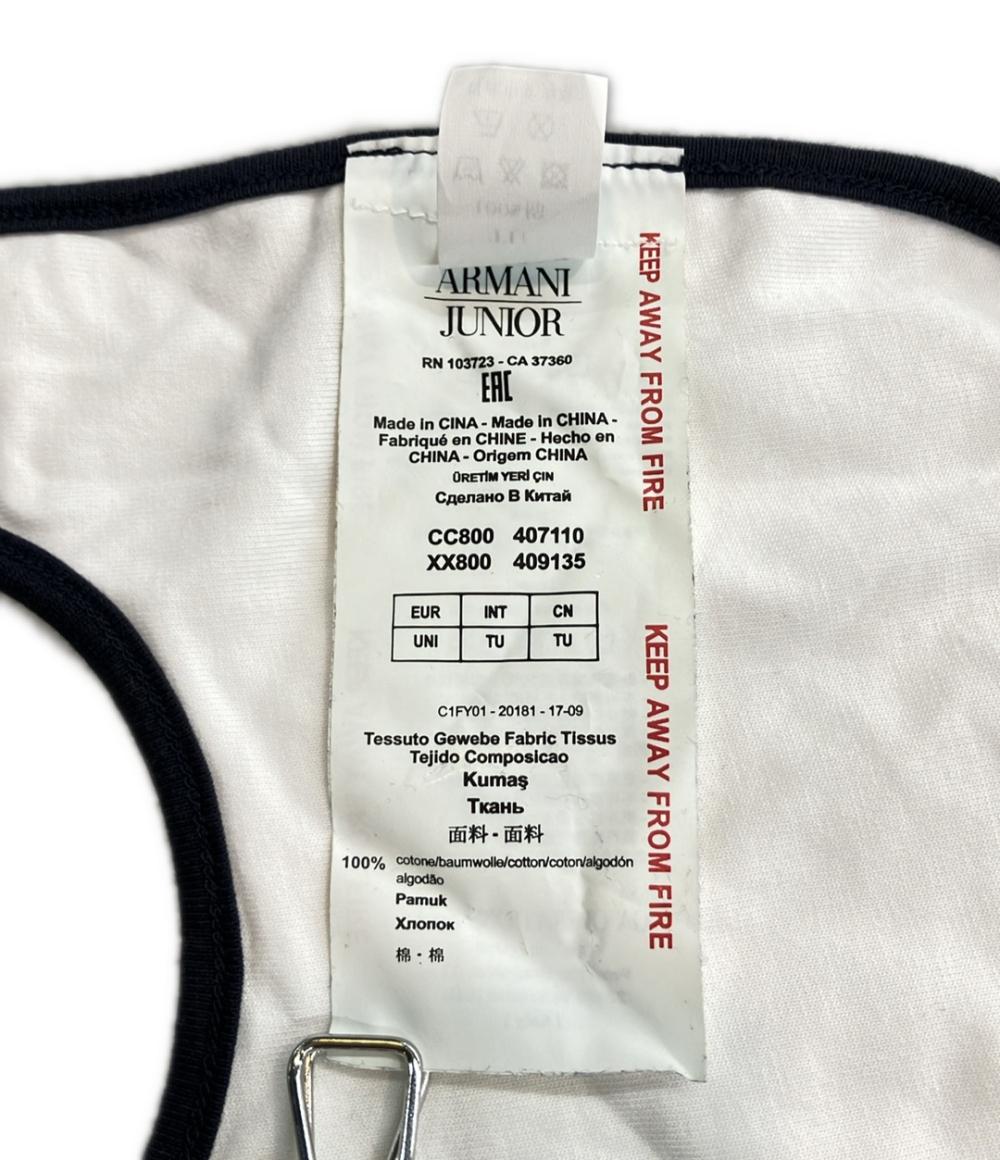 ARMANI
JUNIOR
RN 103723 - CA 37360
EAC
Made in CINA - Made in CHINA -
Fabriqué en CHINE - Hecho en
CHINA - Origem CHINA
ÜRETİM YERİ ÇIN
Сделано В Китай
CC800 407110
XX800 409135
EUR INT CN
UNI TU TU
C1FY01 - 20181 - 17-09
Tessuto Gewebe Fabric Tissus
Tejido Composicao
Kumaş
Ткань
面料 - 面料
100% cotone/baumwolle/cotton/coton/algodón
algodão
Pamuk
Хлопок
棉 - 棉
KEEP AWAY FROM FIRE
KEEP AWAY FROM FIRE